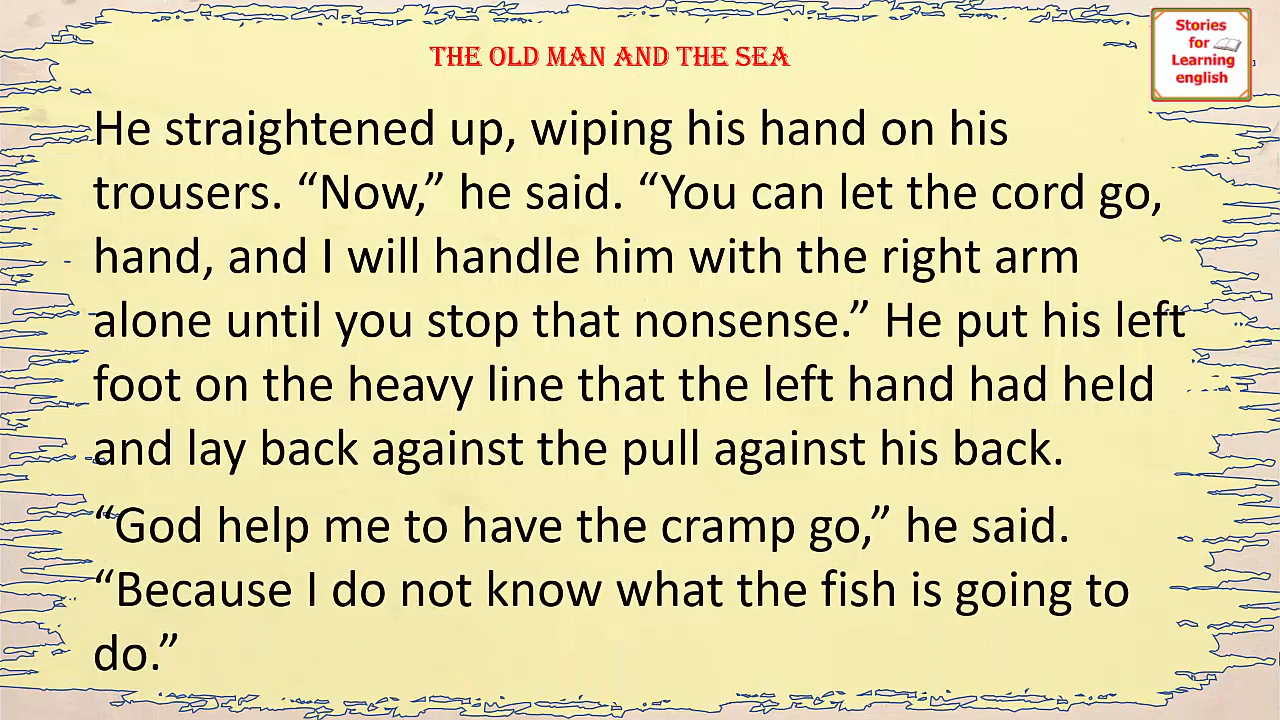 THE OLD MAN AND THE SEA
Stories
for
Learning
english
He straightened up, wiping his hand on his
trousers. “Now,” he said. “You can let the cord go,
hand, and I will handle him with the right arm
alone until you stop that nonsense.” He put his left
foot on the heavy line that the left hand had held
and lay back against the pull against his back.
“God help me to have the cramp go,” he said.
“Because I do not know what the fish is going to
do.”